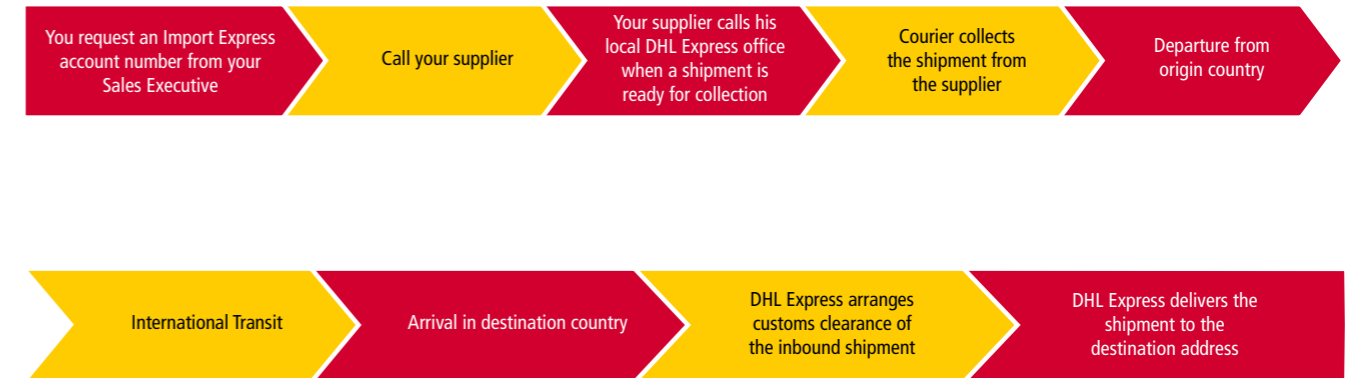 You request an Import Express
account number from your
Sales Executive
Call your supplier
Your supplier calls his
local DHL Express office
when a shipment is
ready for collection
Courier collects
the shipment from
the supplier
Departure from
origin country
International Transit
Arrival in destination country
DHL Express arranges
customs clearance of
the inbound shipment
DHL Express delivers the
shipment to the
destination address